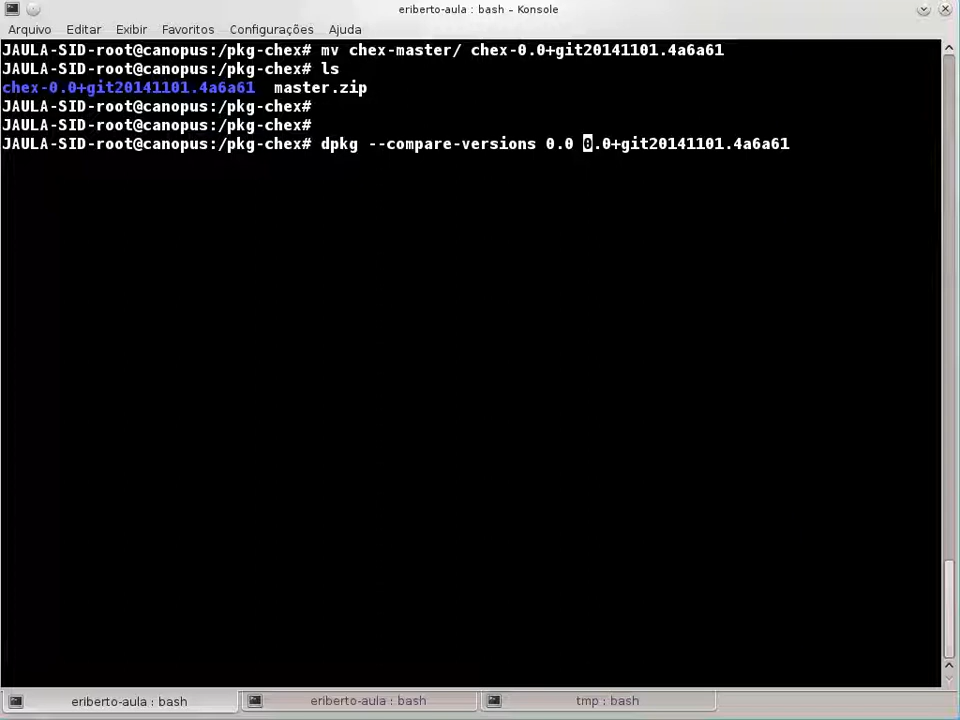 eriberto-aula : bash – Konsole
Arquivo Editar Exibir Favoritos Configurações Ajuda
JAULA-SID-root@canopus:/pkg-chex# mv chex-master/ chex-0.0+git20141101.4a6a61
JAULA-SID-root@canopus:/pkg-chex# ls
chex-0.0+git20141101.4a6a61 master.zip
JAULA-SID-root@canopus:/pkg-chex#
JAULA-SID-root@canopus:/pkg-chex#
JAULA-SID-root@canopus:/pkg-chex# dpkg --compare-versions 0.0 0.0+git20141101.4a6a61
eriberto-aula : bash eriberto-aula : bash tmp : bash